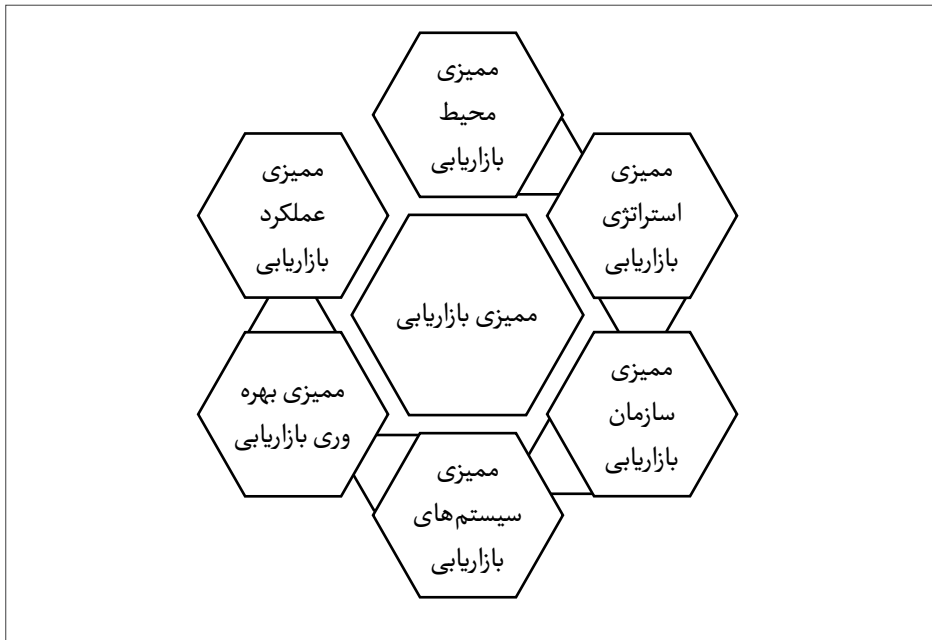 ممیزی
محیط
بازاریابی
ممیزی
استراتژی
بازاریابی
ممیزی
سازمان
بازاریابی
ممیزی
سیستم‌های
بازاریابی
ممیزی بهره
وری بازاریابی
ممیزی
عملکرد
بازاریابی
ممیزی بازاریابی